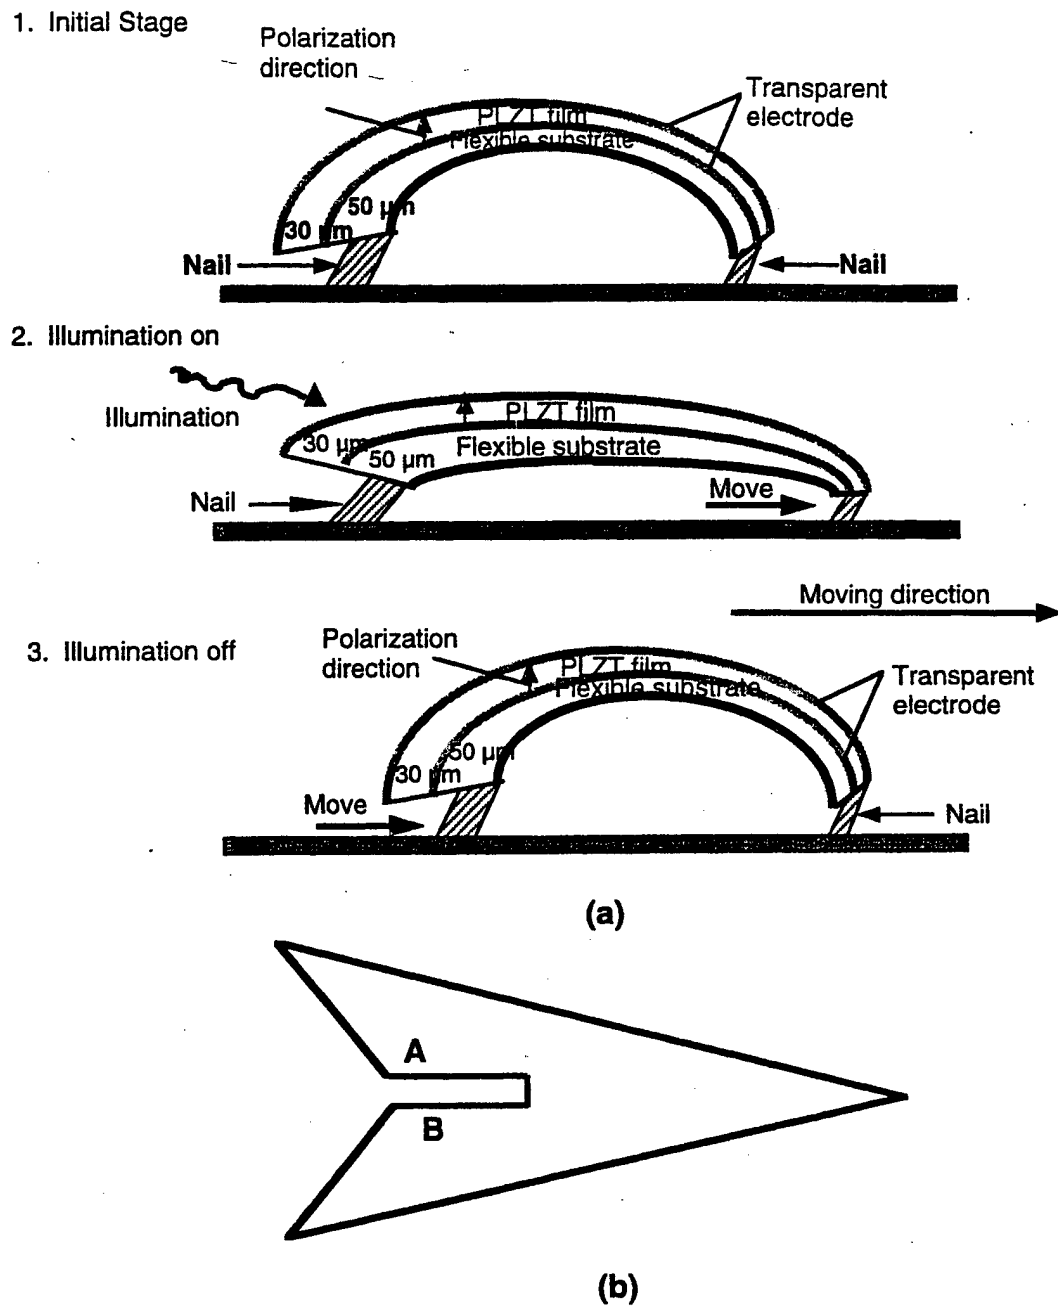 1. Initial Stage
Polarization
direction
Transparent
electrode
PLZT film
Flexible substrate
50 µm
30 µm
Nail
Nail
2. Illumination on
Illumination
PLZT film
30 µm
Flexible substrate
50 µm
Nail
Move
Moving direction
3. Illumination off
Polarization
direction
PLZT film
Flexible substrate
Transparent
electrode
50 µm
30 µm
Move
Nail
(a)
A
B
(b)